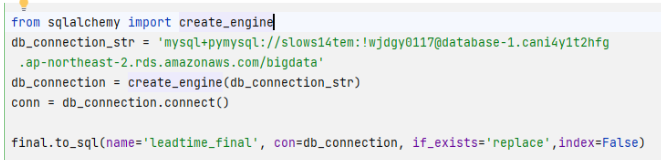 from sqlalchemy import create_engine
db_connection_str = 'mysql+pymysql://slows14tem:!wjdgy0117@database-1.cani4y1t2hfg
.ap-northeast-2.rds.amazonaws.com/bigdata'
db_connection = create_engine(db_connection_str)
conn = db_connection.connect()
final.to_sql(name='leadtime_final', con=db_connection, if_exists='replace',index=False)